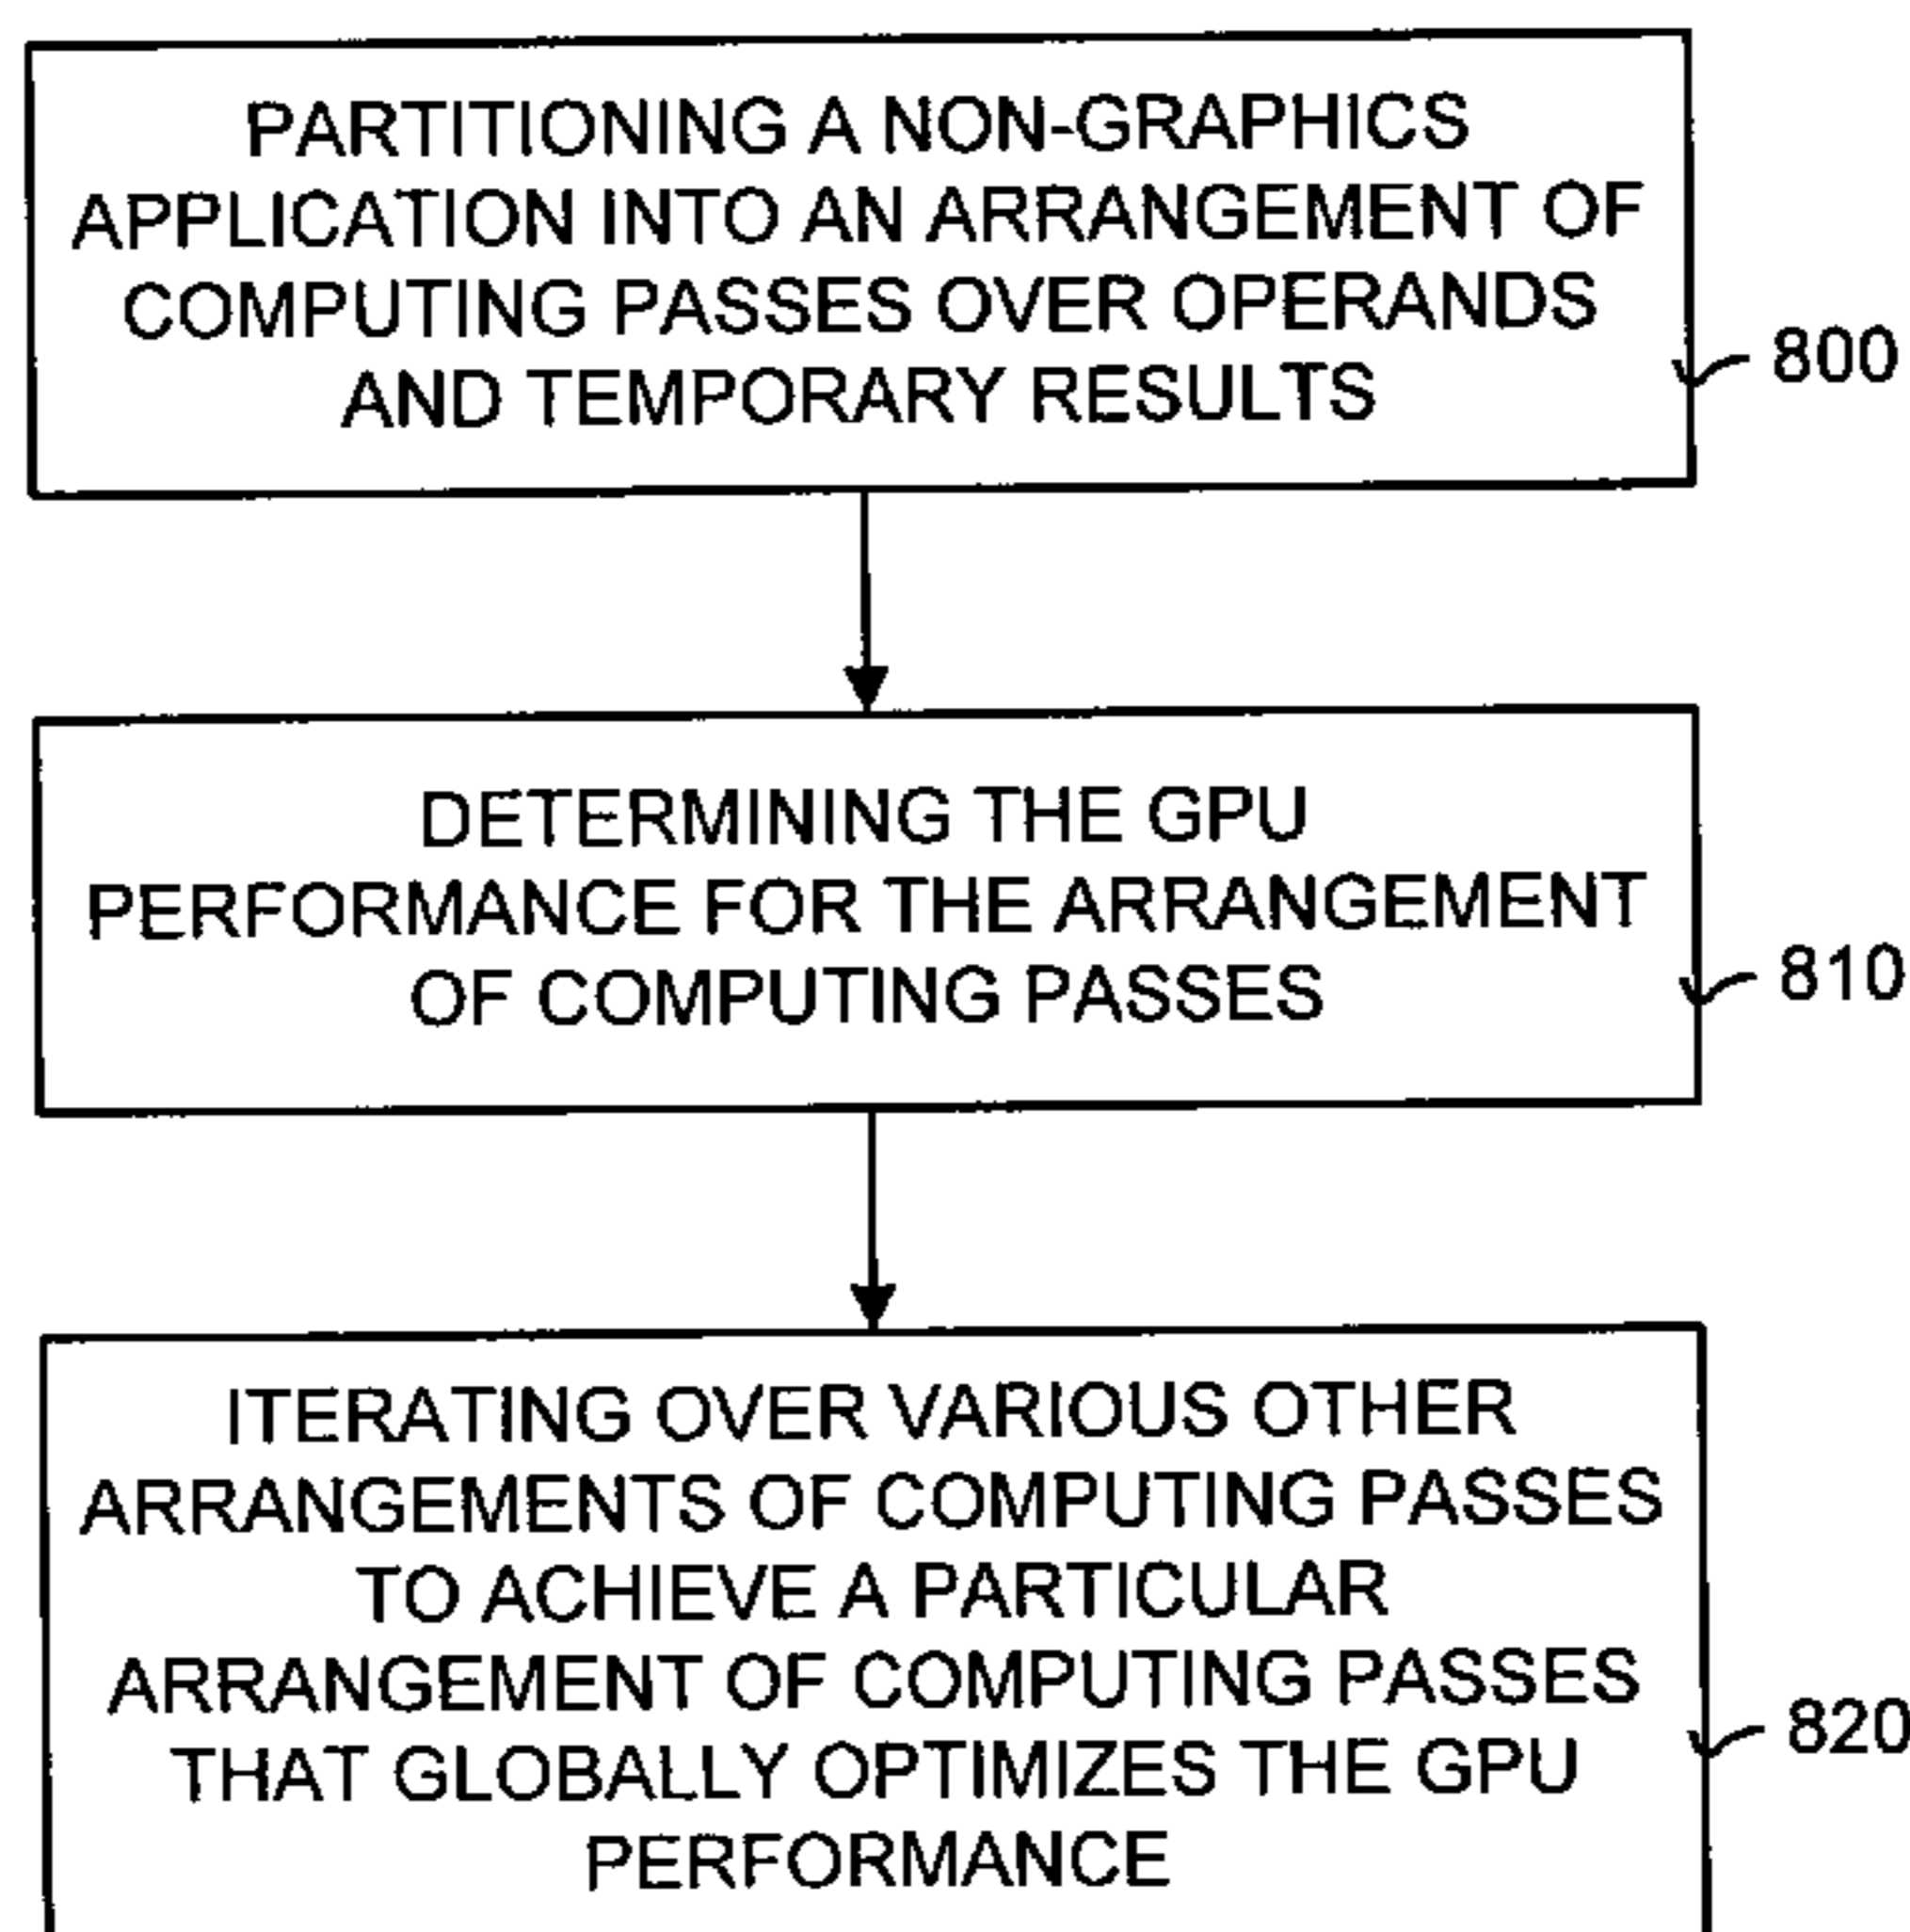 PARTITIONING A NON-GRAPHICS
APPLICATION INTO AN ARRANGEMENT OF
COMPUTING PASSES OVER OPERANDS
AND TEMPORARY RESULTS
800
DETERMINING THE GPU
PERFORMANCE FOR THE ARRANGEMENT
OF COMPUTING PASSES
810
ITERATING OVER VARIOUS OTHER
ARRANGEMENTS OF COMPUTING PASSES
TO ACHIEVE A PARTICULAR
ARRANGEMENT OF COMPUTING PASSES
THAT GLOBALLY OPTIMIZES THE GPU
PERFORMANCE
820